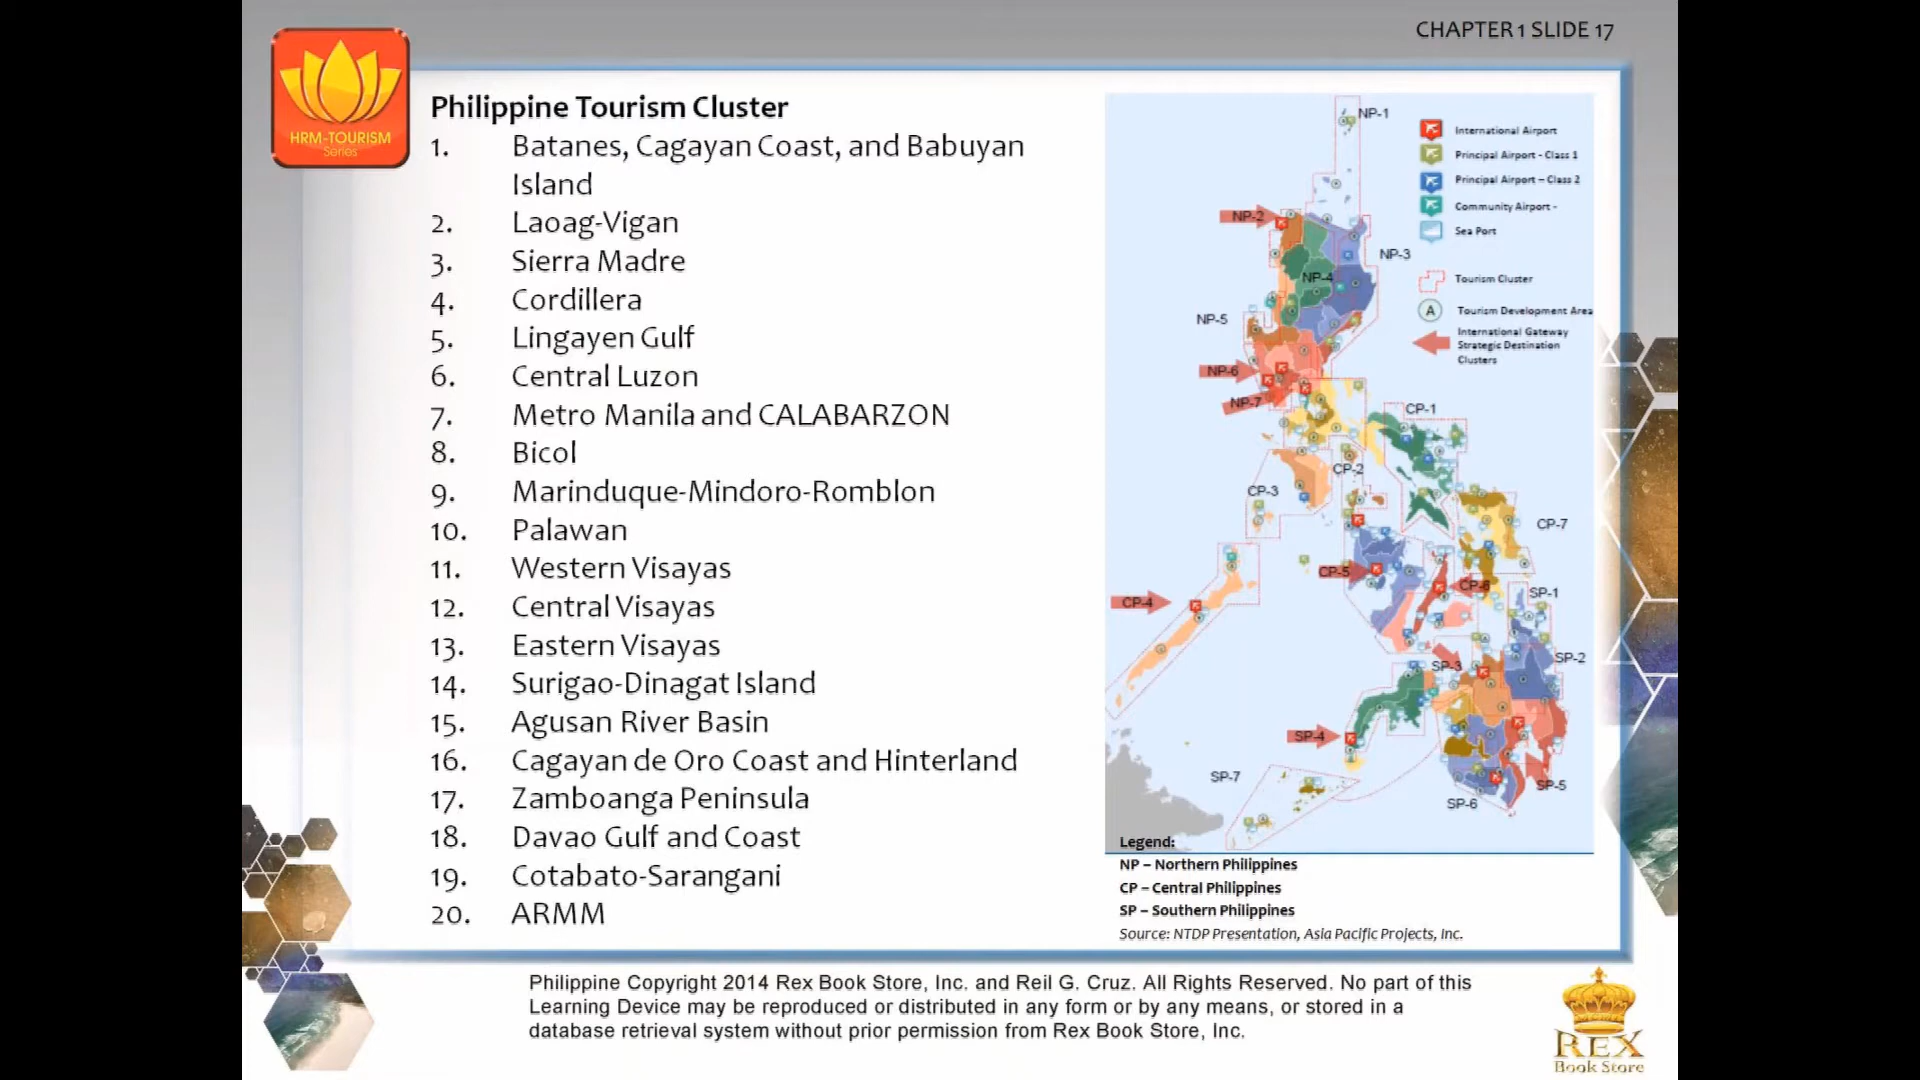 CHAPTER 1 SLIDE 17
HRM-TOURISM
Series
Philippine Tourism Cluster
1. Batanes, Cagayan Coast, and Babuyan
Island
2. Laoag-Vigan
3. Sierra Madre
4. Cordillera
5. Lingayen Gulf
6. Central Luzon
7. Metro Manila and CALABARZON
8. Bicol
9. Marinduque-Mindoro-Romblon
10. Palawan
11. Western Visayas
12. Central Visayas
13. Eastern Visayas
14. Surigao-Dinagat Island
15. Agusan River Basin
16. Cagayan de Oro Coast and Hinterland
17. Zamboanga Peninsula
18. Davao Gulf and Coast
19. Cotabato-Sarangani
20. ARMM
NP-1
NP-2
NP-3
NP-4
NP-5
NP-6
NP-7
CP-1
CP-2
CP-3
CP-7
CP-5
CP-6
CP-4
SP-1
SP-2
SP-3
SP-4
SP-7
SP-5
SP-6
International Airport
Principal Airport - Class 1
Principal Airport – Class 2
Community Airport -
Sea Port
Tourism Cluster
A
Tourism Development Area
International Gateway
Strategic Destination
Clusters
Legend:
NP – Northern Philippines
CP – Central Philippines
SP – Southern Philippines
Source: NTDP Presentation, Asia Pacific Projects, Inc.
Philippine Copyright 2014 Rex Book Store, Inc. and Reil G. Cruz. All Rights Reserved. No part of this
Learning Device may be reproduced or distributed in any form or by any means, or stored in a
database retrieval system without prior permission from Rex Book Store, Inc.
REX
Book Store